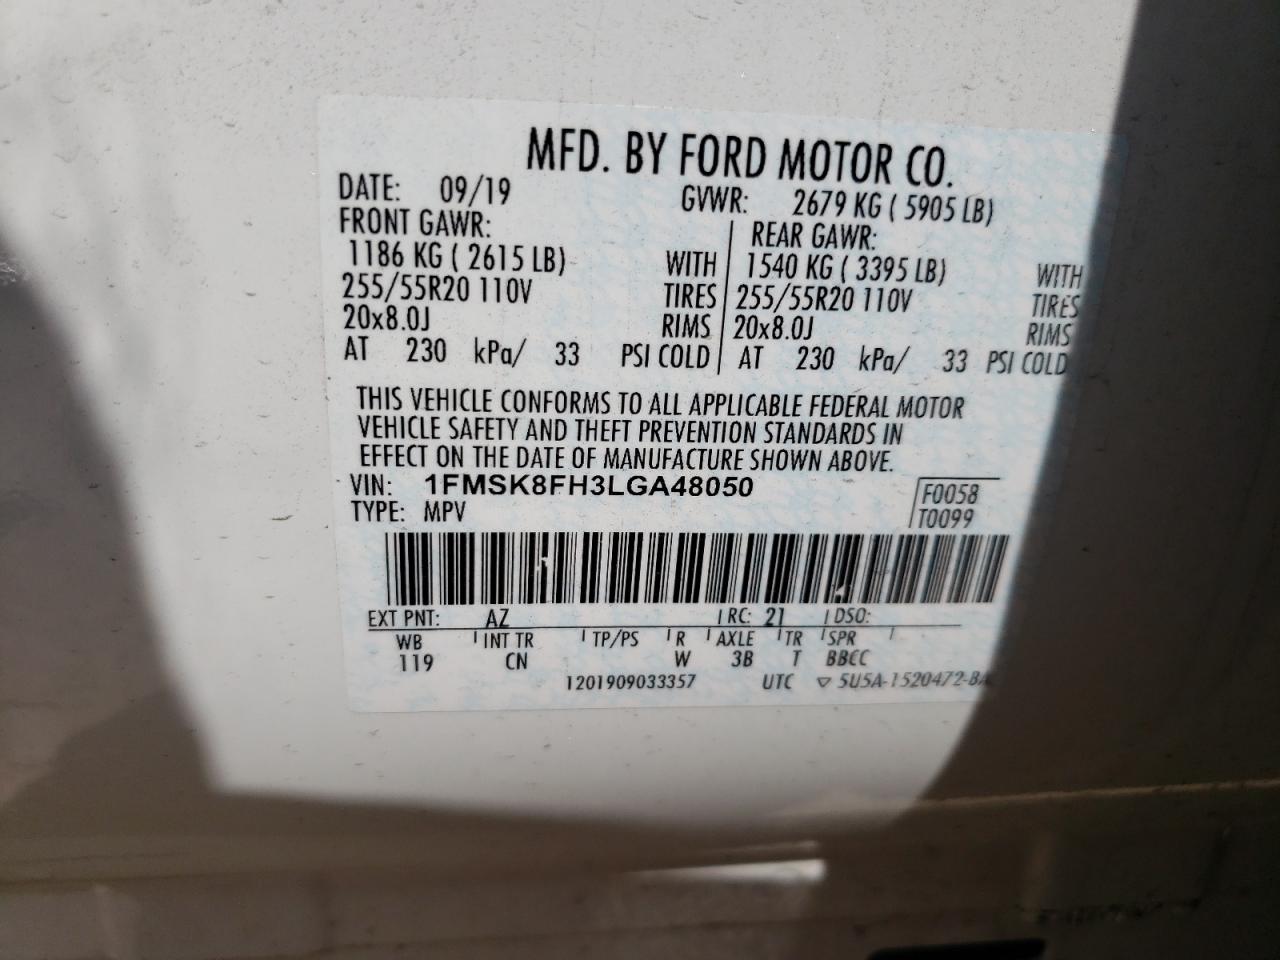 MFD. BY FORD MOTOR CO.
DATE: 09/19 GVWR: 2679 KG ( 5905 LB)
FRONT GAWR: REAR GAWR:
1186 KG ( 2615 LB) WITH 1540 KG ( 3395 LB) WITH
255/55R20 110V TIRES 255/55R20 110V TIRES
20x8.0J RIMS 20x8.0J RIMS
AT 230 kPa/ 33 PSI COLD AT 230 kPa/ 33 PSI COLD
THIS VEHICLE CONFORMS TO ALL APPLICABLE FEDERAL MOTOR
VEHICLE SAFETY AND THEFT PREVENTION STANDARDS IN
EFFECT ON THE DATE OF MANUFACTURE SHOWN ABOVE.
VIN: 1FMSK8FH3LGA48050 F0058
TYPE: MPV T0099
EXT PNT: AZ RC: 21 DSO:
WB INT TR TP/PS R AXLE TR SPR
119 CN W 3B T BBCC
1201909033357 UTC ▽ 5U5A-1520472-BA